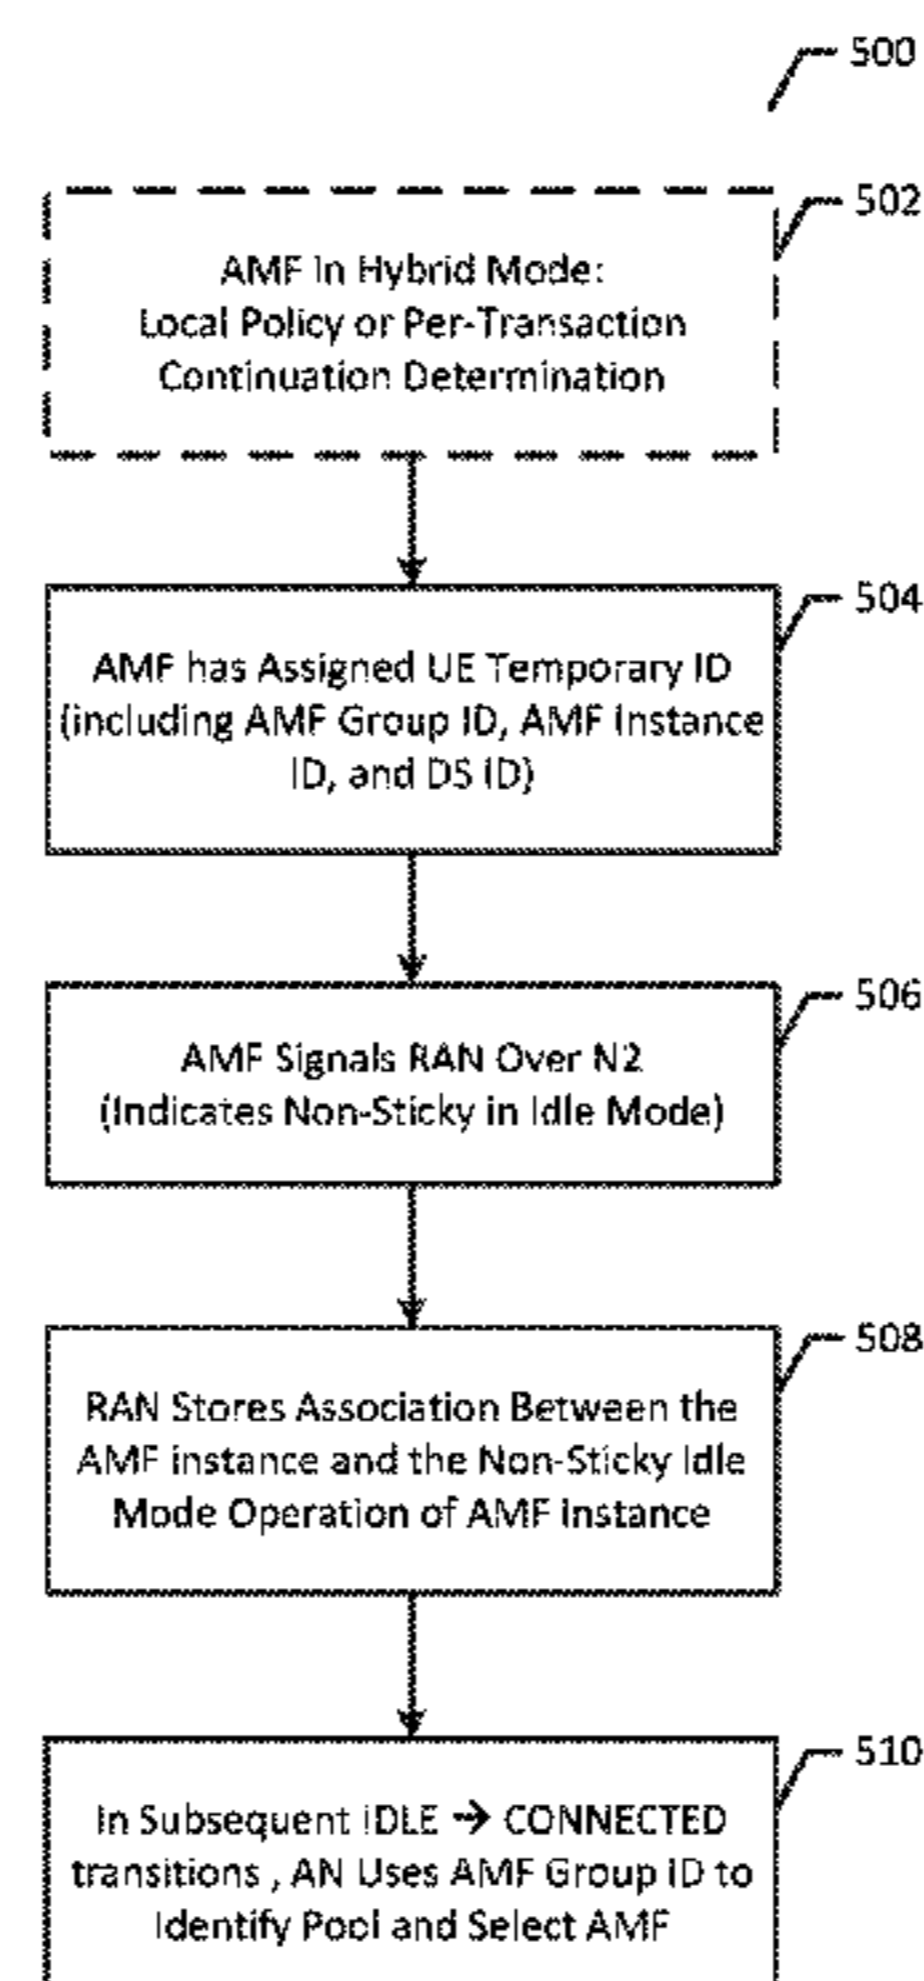 500
502
AMF in Hybrid Mode:
Local Policy or Per-Transaction
Continuation Determination
504
AMF has Assigned UE Temporary ID
(including AMF Group ID, AMF Instance
ID, and DS ID)
506
AMF Signals RAN Over N2
(Indicates Non-Sticky in Idle Mode)
508
RAN Stores Association Between the
AMF instance and the Non-Sticky Idle
Mode Operation of AMF Instance
510
In Subsequent IDLE → CONNECTED
transitions , AN Uses AMF Group ID to
Identify Pool and Select AMF